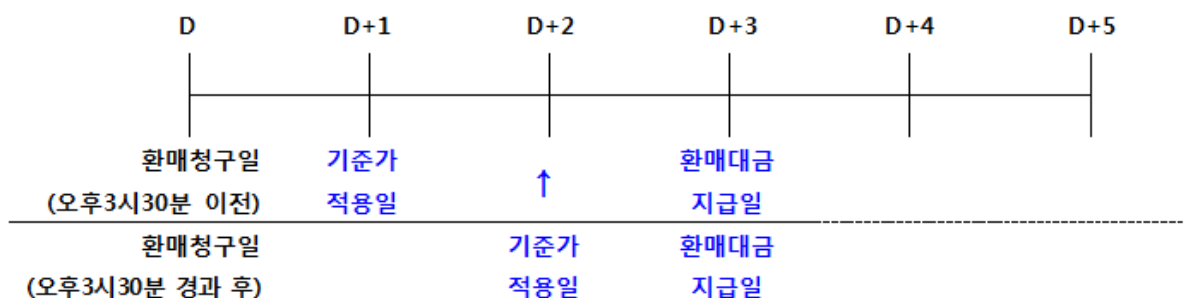 D D+1 D+2 D+3 D+4 D+5
환매청구일 기준가 환매대금
(오후3시30분 이전) 적용일 ↑ 지급일
환매청구일 기준가 환매대금
(오후3시30분 경과 후) 적용일 지급일